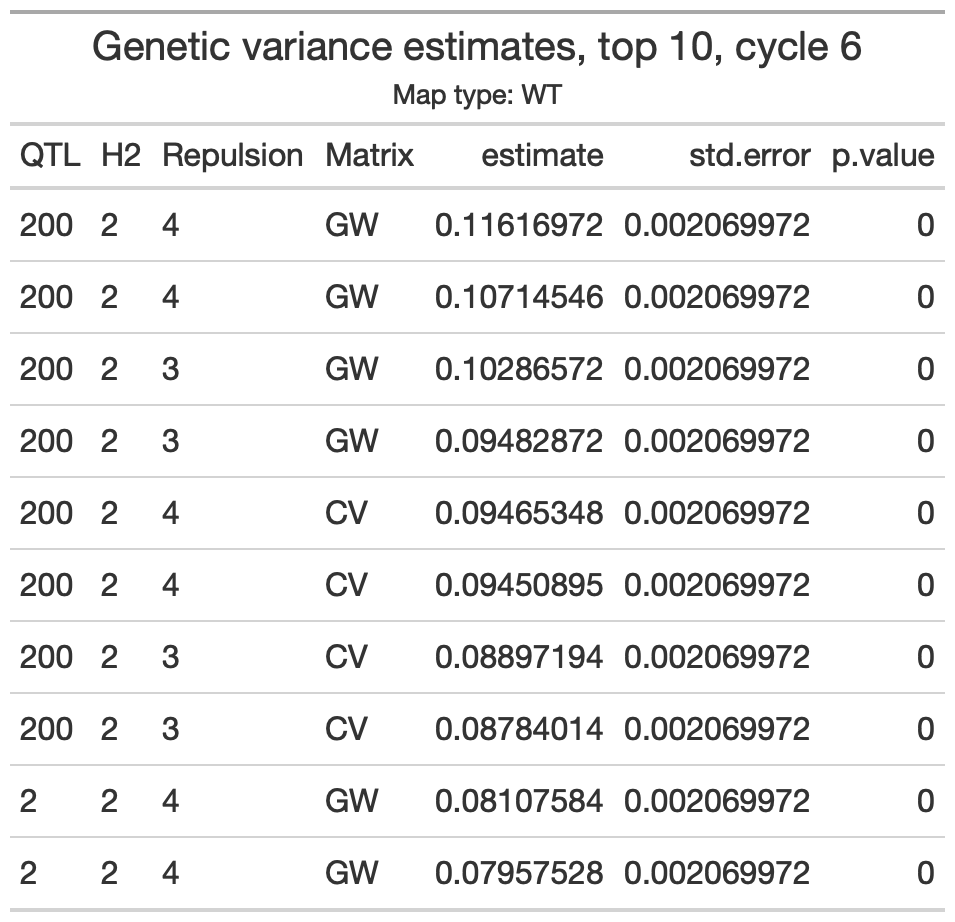 Genetic variance estimates, top 10, cycle 6
Map type: WT
QTL H2 Repulsion Matrix estimate std.error p.value
200 2 4 GW 0.11616972 0.002069972 0
200 2 4 GW 0.10714546 0.002069972 0
200 2 3 GW 0.10286572 0.002069972 0
200 2 3 GW 0.09482872 0.002069972 0
200 2 4 CV 0.09465348 0.002069972 0
200 2 4 CV 0.09450895 0.002069972 0
200 2 3 CV 0.08897194 0.002069972 0
200 2 3 CV 0.08784014 0.002069972 0
2 2 4 GW 0.08107584 0.002069972 0
2 2 4 GW 0.07957528 0.002069972 0